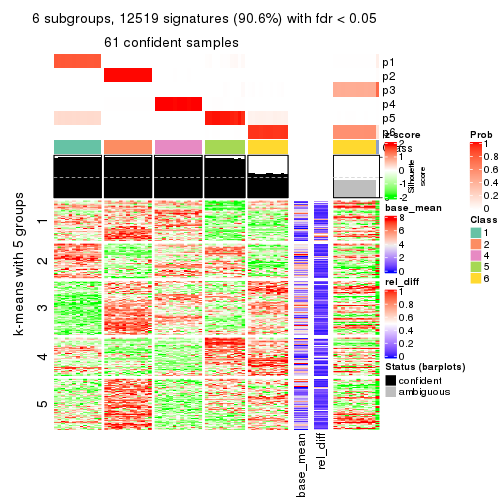 6 subgroups, 12519 signatures (90.6%) with fdr < 0.05
61 confident samples
p1
p2
p3
p4
p5
p6
Class
Silhouette
score
k-means with 5 groups
1
2
3
4
5
base_mean
rel_diff
z-score
2
1
0
-1
-2
base_mean
8
6
4
2
0
rel_diff
1
0.8
0.6
0.4
0.2
0
Prob
1
0.8
0.6
0.4
0.2
0
Class
1
2
4
5
6
Status (barplots)
confident
ambiguous